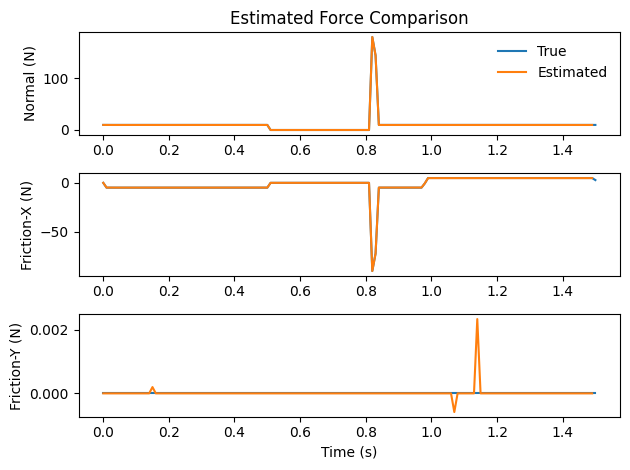 Estimated Force Comparison
Normal (N)
100
0
True
Estimated
0.0 0.2 0.4 0.6 0.8 1.0 1.2 1.4
Friction-X (N)
0
−50
0.0 0.2 0.4 0.6 0.8 1.0 1.2 1.4
Friction-Y (N)
0.002
0.000
0.0 0.2 0.4 0.6 0.8 1.0 1.2 1.4
Time (s)